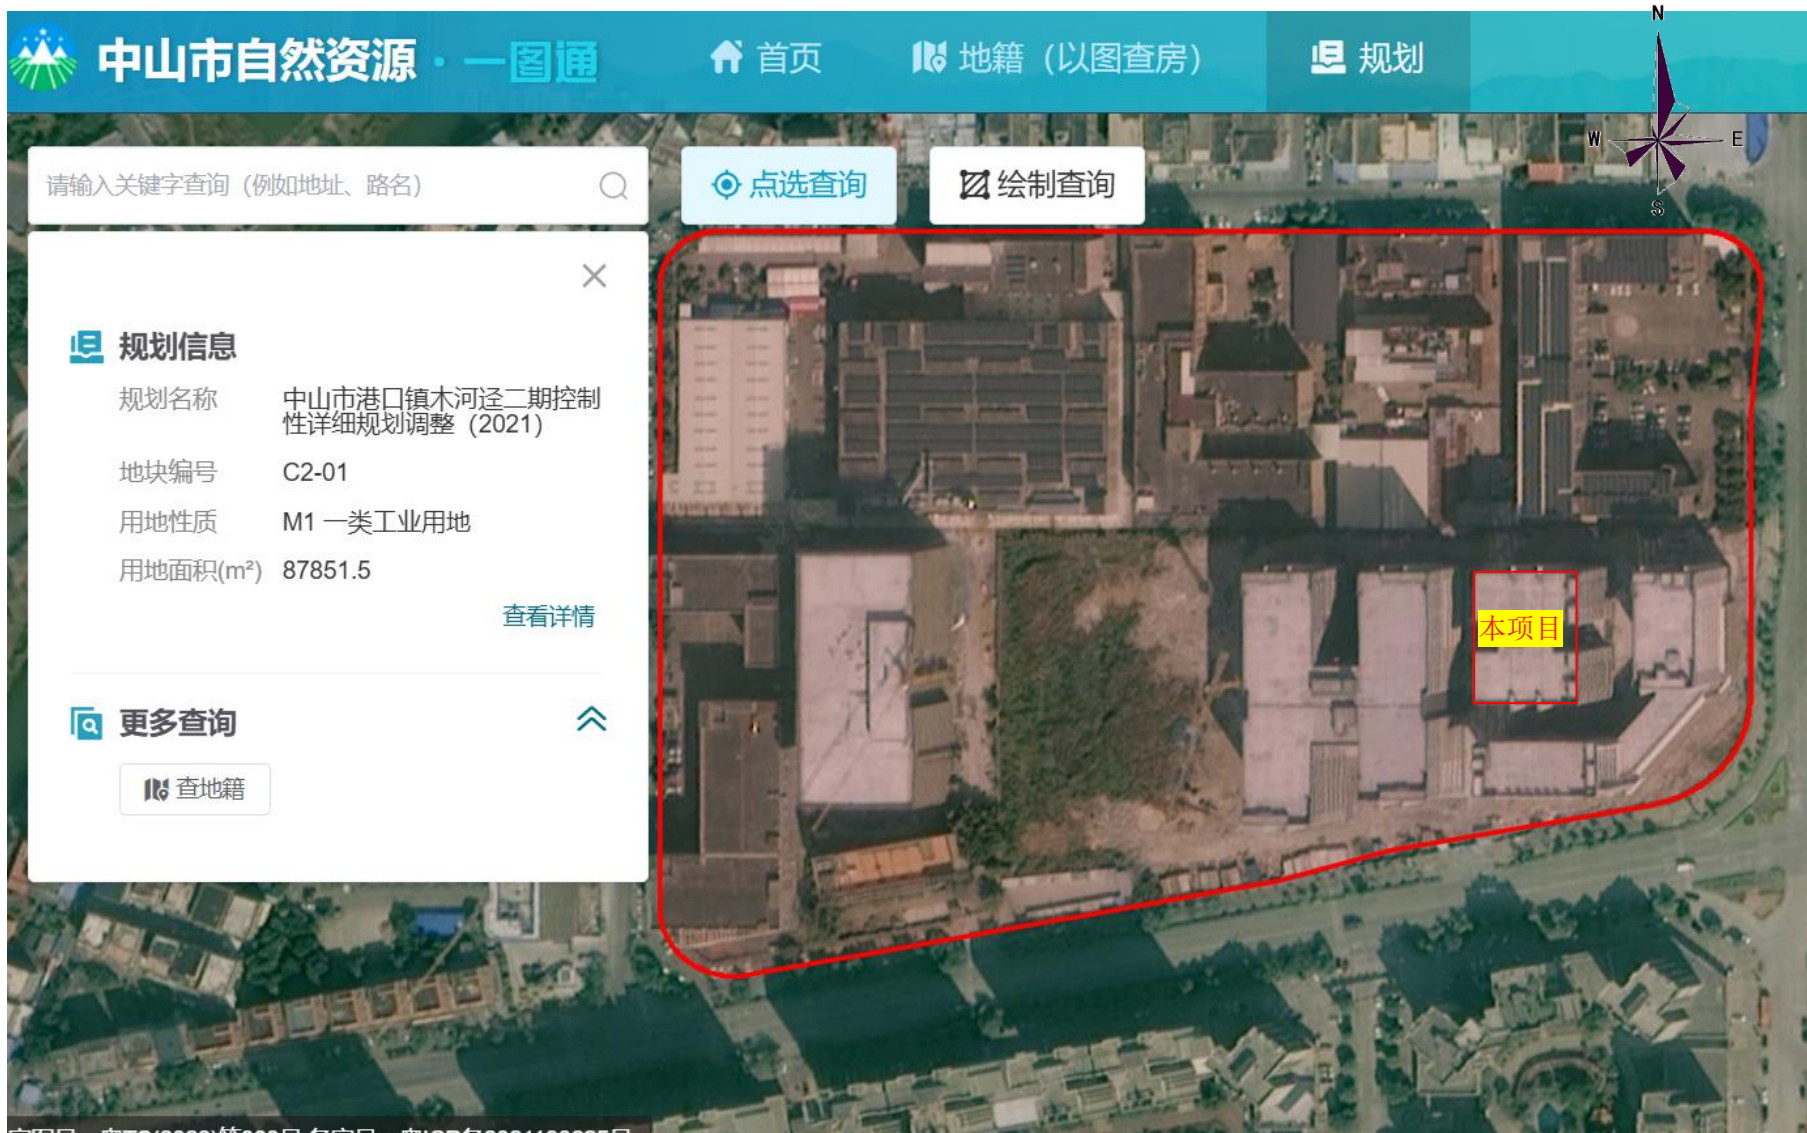 中山市自然资源·一图通
首页
地籍（以图查房）
规划
N
W
E
S
请输入关键字查询（例如地址、路名）
点选查询
绘制查询
规划信息
规划名称
中山市港口镇木河迳二期控制
性详细规划调整（2021）
地块编号 C2-01
用地性质 M1 一类工业用地
用地面积(m²) 87851.5
查看详情
本项目
更多查询
查地籍